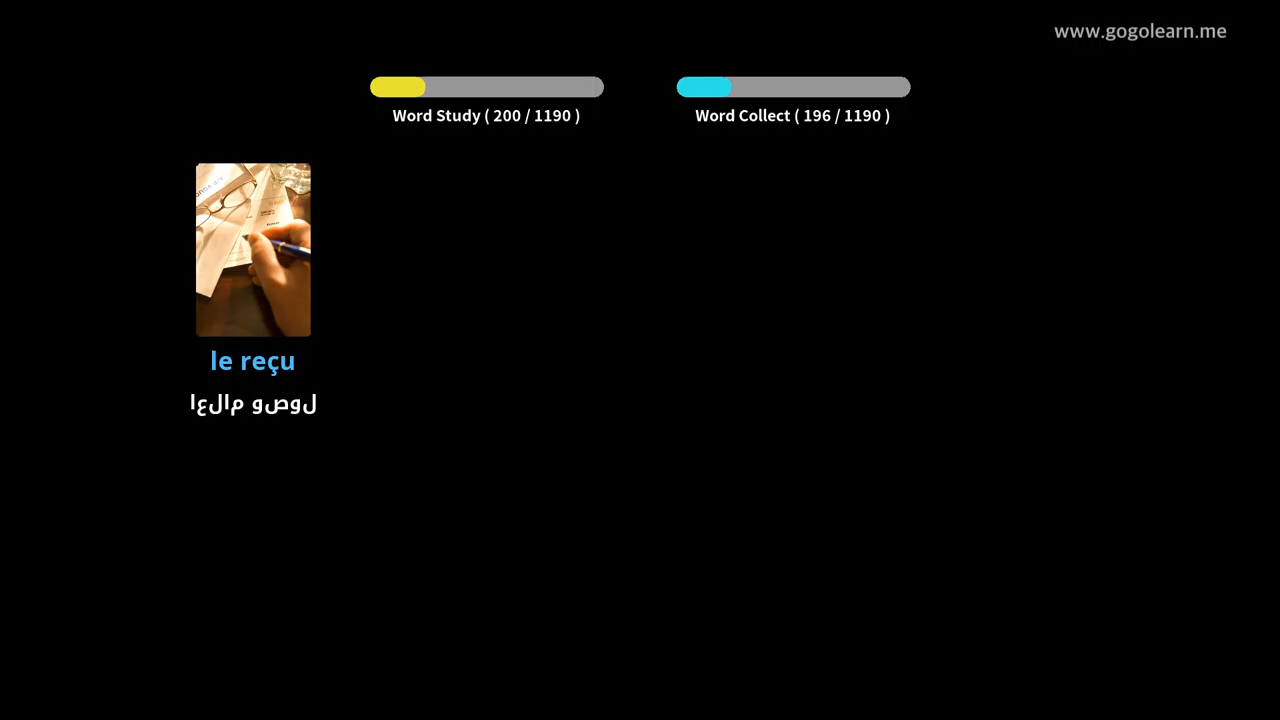 www.gogolearn.me
Word Study ( 200 / 1190 )
Word Collect ( 196 / 1190 )
le reçu
اعلام وصول